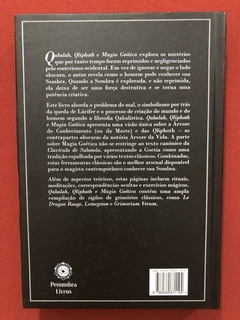 Qabalah, Qliphoth e Magia Goética explora os mistérios
que por tanto tempo foram reprimidos e negligenciados
pelo esoterismo ocidental. Em vez de ignorar e negar o lado
obscuro, o autor revela como o homem pode conhecer sua
Sombra. Quando a Sombra é explorada, e não reprimida,
ela deixa de ser uma força destrutiva e se torna uma
potência criativa.
Este livro aborda o problema do mal, o simbolismo por trás
da queda de Lúcifer e o processo de criação do mundo e do
homem segundo a filosofia Qabalística. Qabalah, Qliphoth
e Magia Goética apresenta uma visão única sobre a Árvore
do Conhecimento (ou da Morte) e das Qliphoth — as
contrapartes obscuras da notória Árvore da Vida. A parte
sobre Magia Goética não se restringe ao texto canônico da
Clavícula de Salomão, apresentando a Goetia como uma
tradição espalhada por vários textos clássicos. Combinadas,
estas ferramentas clássicas oferecem um arsenal disponível
para o magista contemporâneo conhecer sua Sombra.
Além de aspectos teóricos, estas páginas incluem rituais,
meditações, correspondências ocultas e exercícios mágicos.
Qabalah, Qliphoth e Magia Goética contém uma ampla
compilação de sigilos de grimórios clássicos, como Le
Dragon Rouge, Lemegeton e Grimorium Verum.
Penumbra
Livros